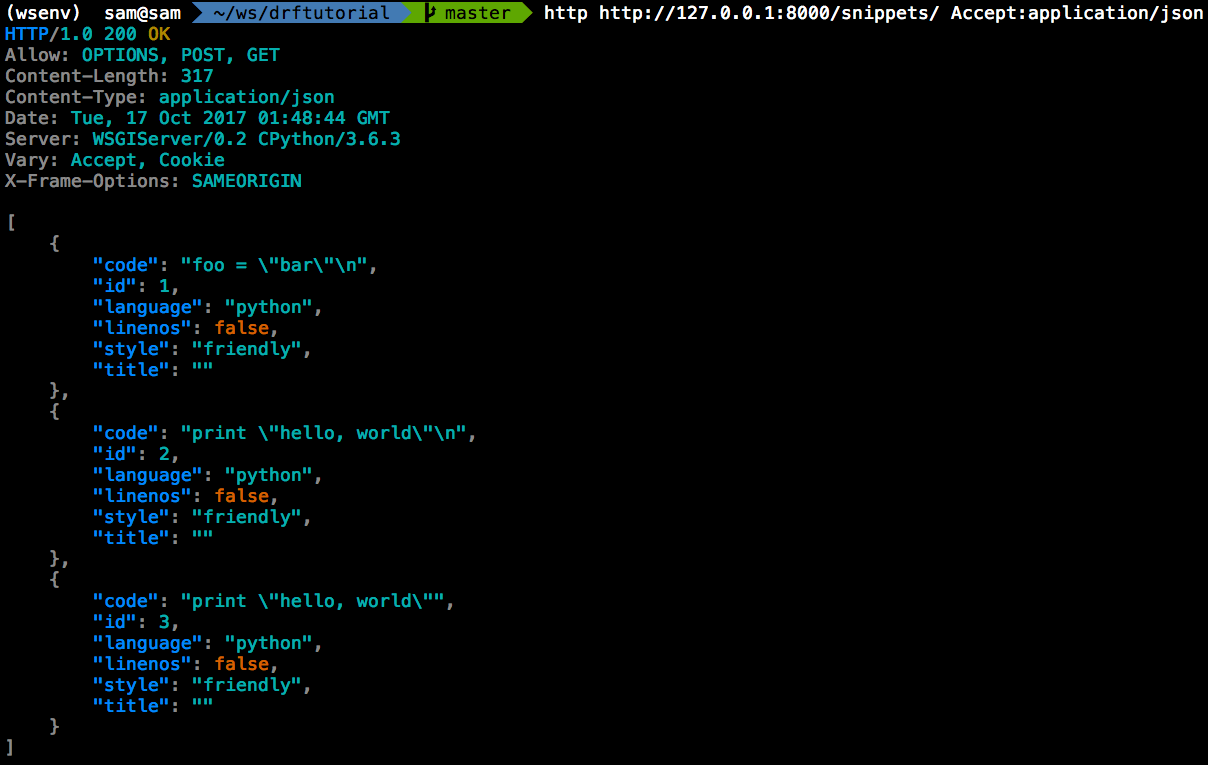 (wsenv)  sam@sam  ~/ws/drftutorial  master  http http://127.0.0.1:8000/snippets/ Accept:application/json
HTTP/1.0 200 OK
Allow: OPTIONS, POST, GET
Content-Length: 317
Content-Type: application/json
Date: Tue, 17 Oct 2017 01:48:44 GMT
Server: WSGIServer/0.2 CPython/3.6.3
Vary: Accept, Cookie
X-Frame-Options: SAMEORIGIN

[
    {
        "code": "foo = \"bar\"\n",
        "id": 1,
        "language": "python",
        "linenos": false,
        "style": "friendly",
        "title": ""
    },
    {
        "code": "print \"hello, world\"\n",
        "id": 2,
        "language": "python",
        "linenos": false,
        "style": "friendly",
        "title": ""
    },
    {
        "code": "print \"hello, world\"",
        "id": 3,
        "language": "python",
        "linenos": false,
        "style": "friendly",
        "title": ""
    }
]